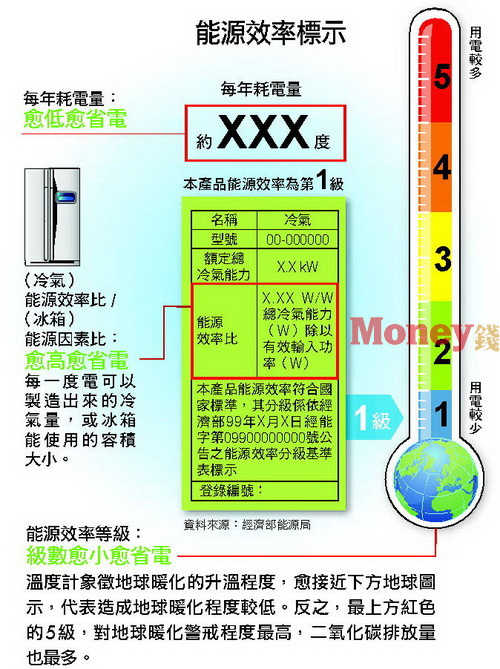 能源效率標示
用電較多
每年耗電量：
愈低愈省電
每年耗電量
約XXX度
本產品能源效率為第1級
5
4
3
2
1
名稱 冷氣
型號 00-000000
額定總
冷氣能力
X.X kW
能源
效率比
X.XX W/W
總冷氣能力
(W) 除以
有效輸入功
率 (W)
本產品能源效率符合國
家標準，其分級係依經
濟部99年X月X日經能
字第09900000000號公
告之能源效率分級基準
表標示
登錄編號：
1級
用電較少
Money錢
(冷氣)
能源效率比/
(冰箱)
能源因素比：
愈高愈省電
每一度電可以
製造出來的冷
氣量，或冰箱
能使用的容積
大小。
資料來源：經濟部能源局
能源效率等級：
級數愈小愈省電
溫度計象徵地球暖化的升溫程度，愈接近下方地球圖
示，代表造成地球暖化程度較低。反之，最上方紅色
的5級，對地球暖化警戒程度最高，二氧化碳排放量
也最多。